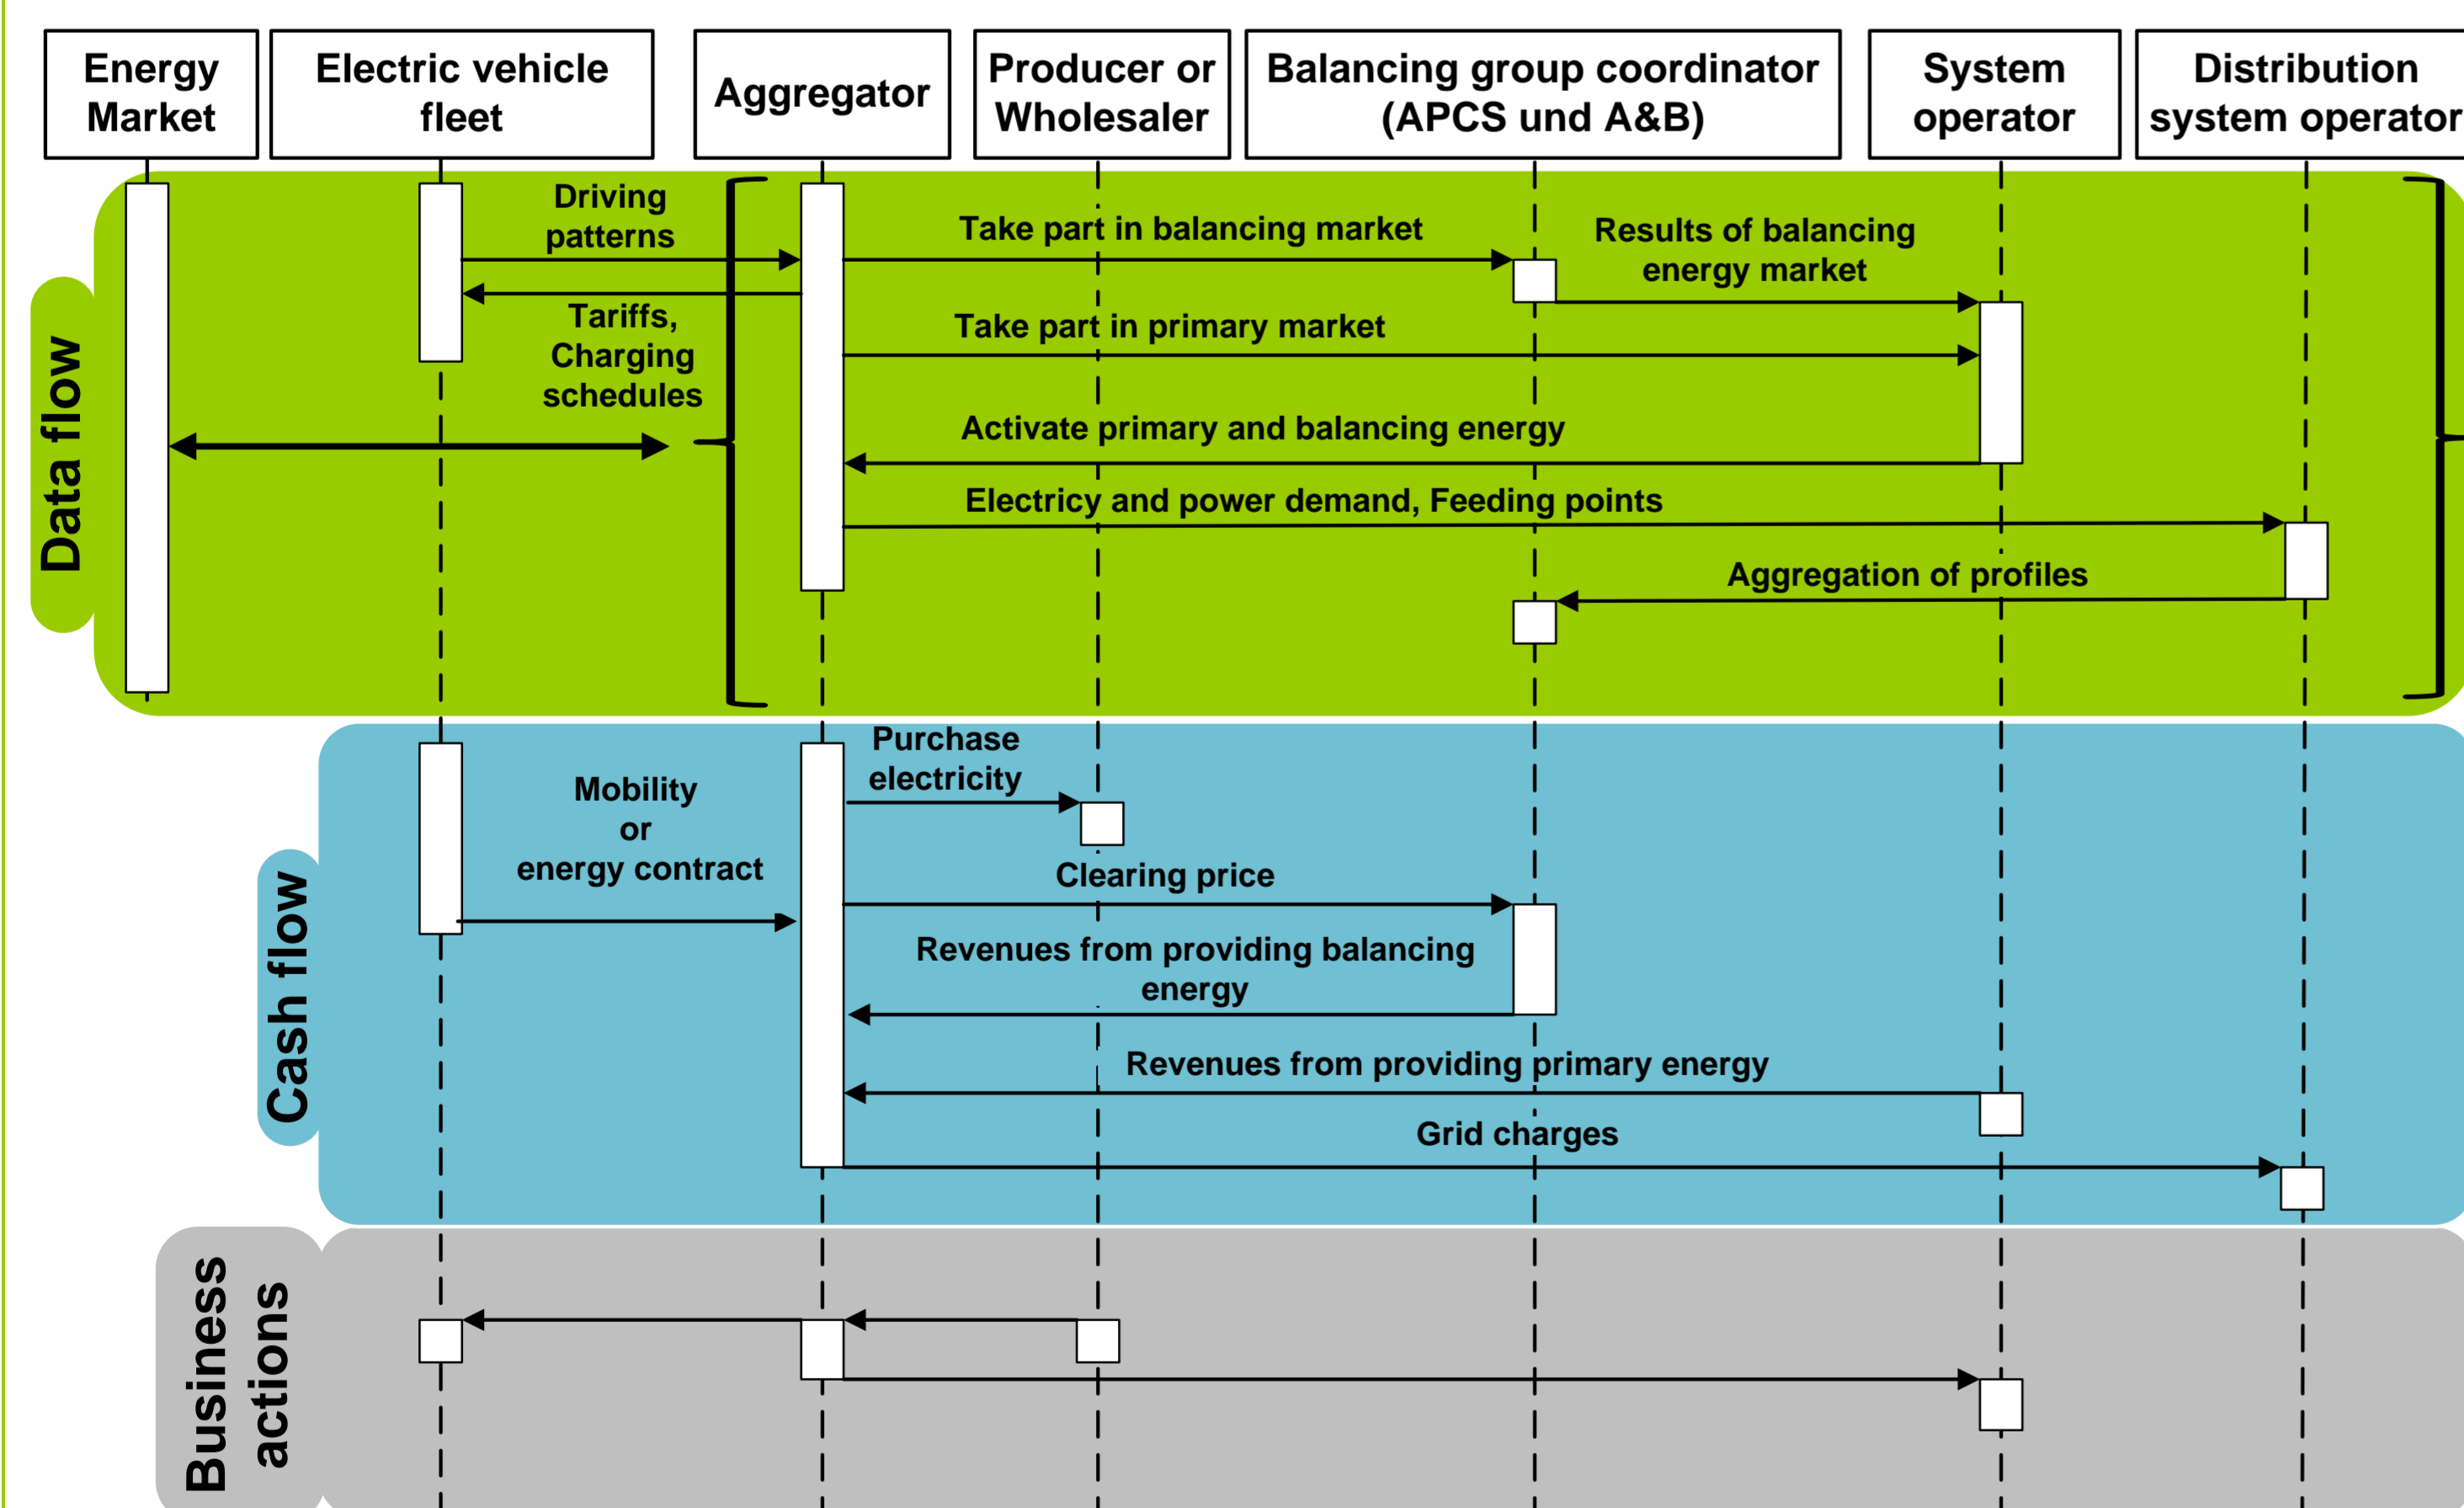 Energy
Market
Electric vehicle
fleet
Aggregator
Producer or
Wholesaler
Balancing group coordinator
(APCS und A&B)
System
operator
Distribution
system operator
Data flow
Driving
patterns
Take part in balancing market
Results of balancing
energy market
Tariffs,
Charging
schedules
Take part in primary market
Activate primary and balancing energy
Electricy and power demand, Feeding points
Aggregation of profiles
Cash flow
Purchase
electricity
Mobility
or
energy contract
Clearing price
Revenues from providing balancing
energy
Revenues from providing primary energy
Grid charges
Business
actions